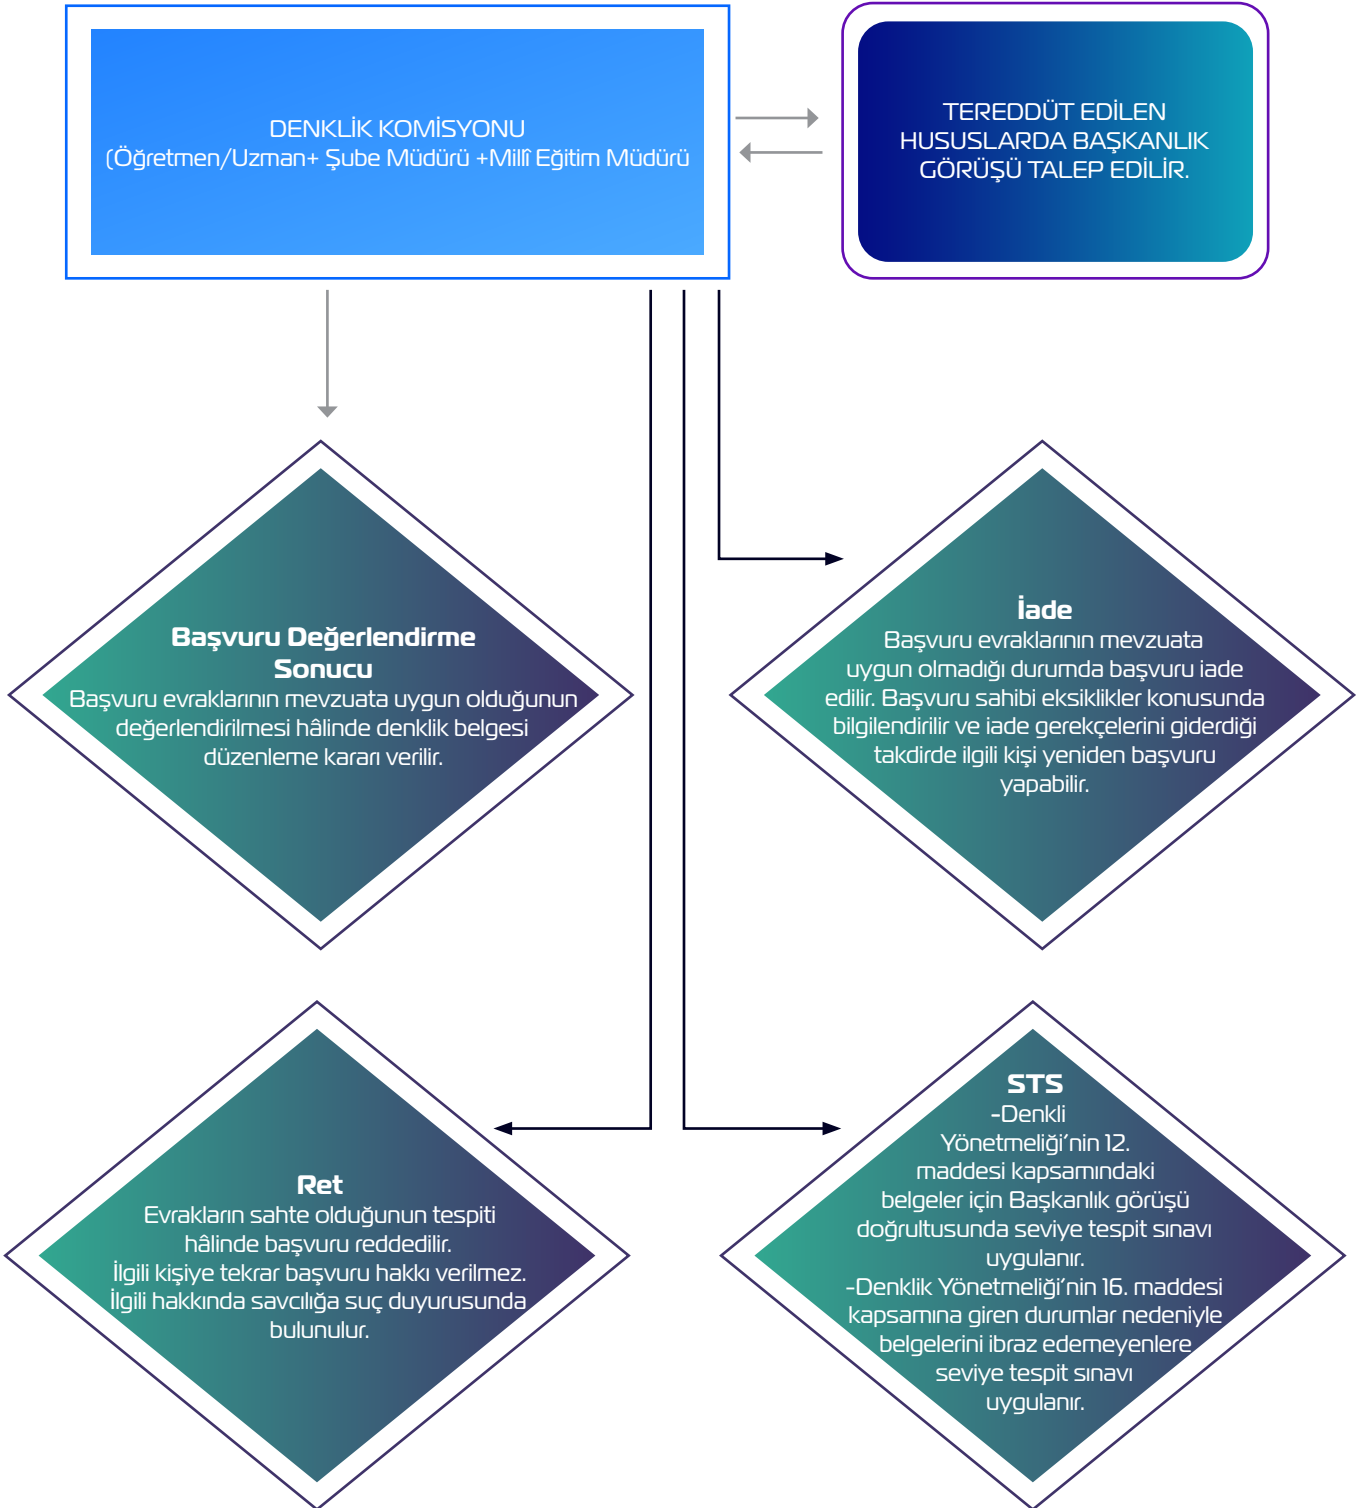 DENKLİK KOMİSYONU
(Öğretmen/Uzman+ Şube Müdürü +Millî Eğitim Müdürü
TEREDDÜT EDİLEN
HUSUSLARDA BAŞKANLIK
GÖRÜŞÜ TALEP EDİLİR.
Başvuru Değerlendirme
Sonucu
Başvuru evraklarının mevzuata uygun olduğunun
değerlendirilmesi hâlinde denklik belgesi
düzenleme kararı verilir.
İade
Başvuru evraklarının mevzuata
uygun olmadığı durumda başvuru iade
edilir. Başvuru sahibi eksiklikler konusunda
bilgilendirilir ve iade gerekçelerini giderdiği
takdirde ilgili kişi yeniden başvuru
yapabilir.
Ret
Evrakların sahte olduğunun tespiti
hâlinde başvuru reddedilir.
İlgili kişiye tekrar başvuru hakkı verilmez.
İlgili hakkında savcılığa suç duyurusunda
bulunulur.
STS
-Denkli
Yönetmeliği’nin 12.
maddesi kapsamındaki
belgeler için Başkanlık görüşü
doğrultusunda seviye tespit sınavı
uygulanır.
-Denklik Yönetmeliği’nin 16. maddesi
kapsamına giren durumlar nedeniyle
belgelerini ibraz edemeyenlere
seviye tespit sınavı
uygulanır.